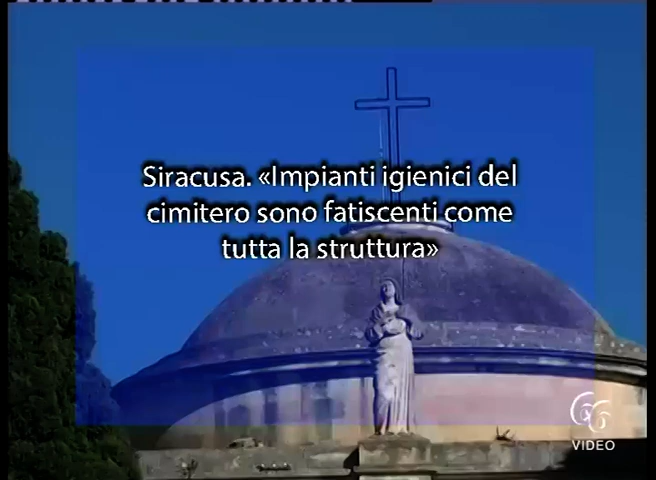 Siracusa. «Impianti igienici del
cimitero sono fatiscenti come
tutta la struttura»
VIDEO